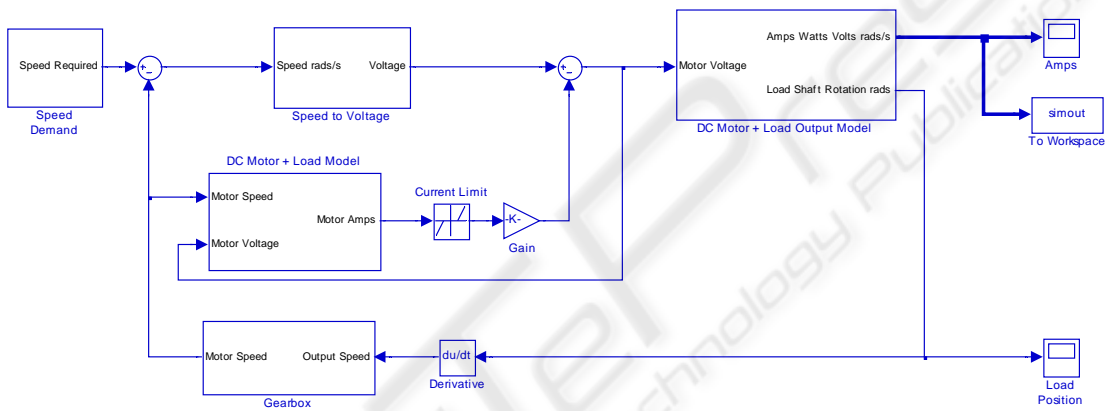 Speed Required
Speed
Demand
+
−
Speed rads/s
Voltage
Speed to Voltage
+
−
Motor Voltage
Amps Watts Volts rads/s
Load Shaft Rotation rads
DC Motor + Load Output Model
Amps
simout
To Workspace
DC Motor + Load Model
Motor Speed
Motor Amps
Motor Voltage
Current Limit
-K-
Gain
Motor Speed
Output Speed
Gearbox
du/dt
Derivative
Load
Position
Technology Publications